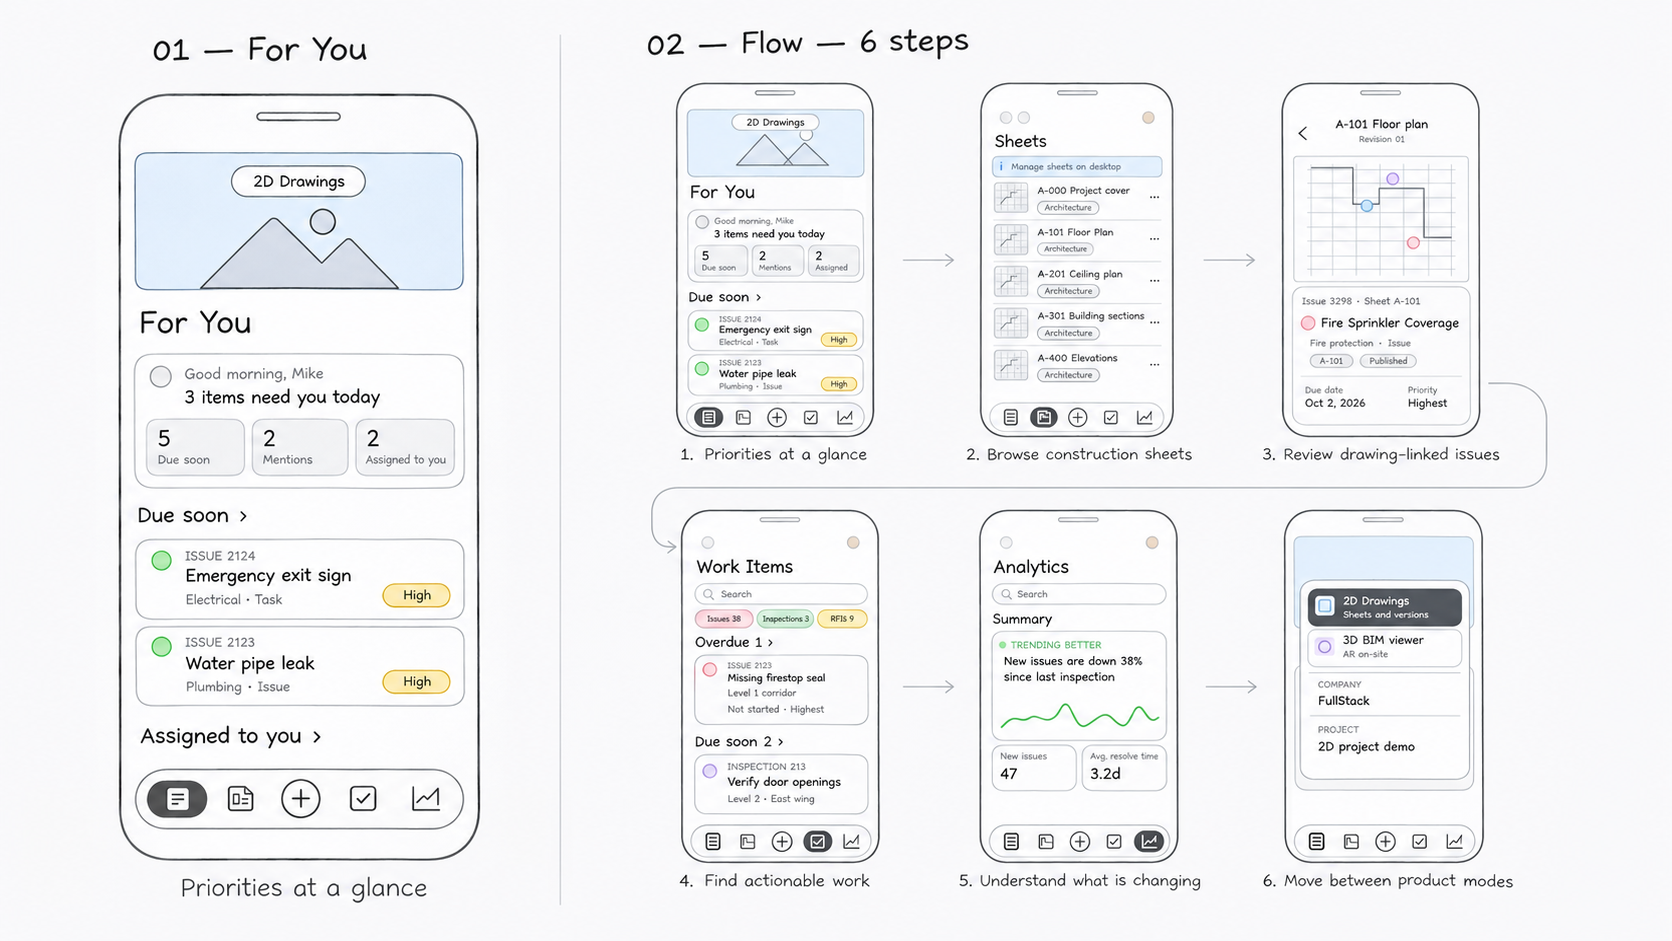 01 — For You
2D Drawings
For You
Good morning, Mike
3 items need you today
5
Due soon
2
Mentions
2
Assigned to you
Due soon >
ISSUE 2124
Emergency exit sign
Electrical • Task
High
ISSUE 2123
Water pipe leak
Plumbing • Issue
High
Assigned to you >
Priorities at a glance
02 — Flow — 6 steps
2D Drawings
For You
Good morning, Mike
3 items need you today
5
Due soon
2
Mentions
2
Assigned
Due soon >
ISSUE 2124
Emergency exit sign
Electrical • Task
High
ISSUE 2123
Water pipe leak
Plumbing • Issue
High
1. Priorities at a glance
Sheets
i Manage sheets on desktop
A-000 Project cover
Architecture
A-101 Floor Plan
Architecture
A-201 Ceiling plan
Architecture
A-301 Building sections
Architecture
A-400 Elevations
Architecture
2. Browse construction sheets
A-101 Floor plan
Revision 01
Issue 3298 • Sheet A-101
Fire Sprinkler Coverage
Fire protection • Issue
A-101 Published
Due date
Oct 2, 2026
Priority
Highest
3. Review drawing-linked issues
Work Items
Search
Issues 38 Inspections 3 RFIs 9
Overdue 1 >
ISSUE 2123
Missing firestop seal
Level 1 corridor
Not started • Highest
Due soon 2 >
INSPECTION 213
Verify door openings
Level 2 • East wing
4. Find actionable work
Analytics
Search
Summary
TRENDING BETTER
New issues are down 38%
since last inspection
New issues
47
Avg. resolve time
3.2d
5. Understand what is changing
2D Drawings
Sheets and versions
3D BIM viewer
AR on-site
COMPANY
FullStack
PROJECT
2D project demo
6. Move between product modes